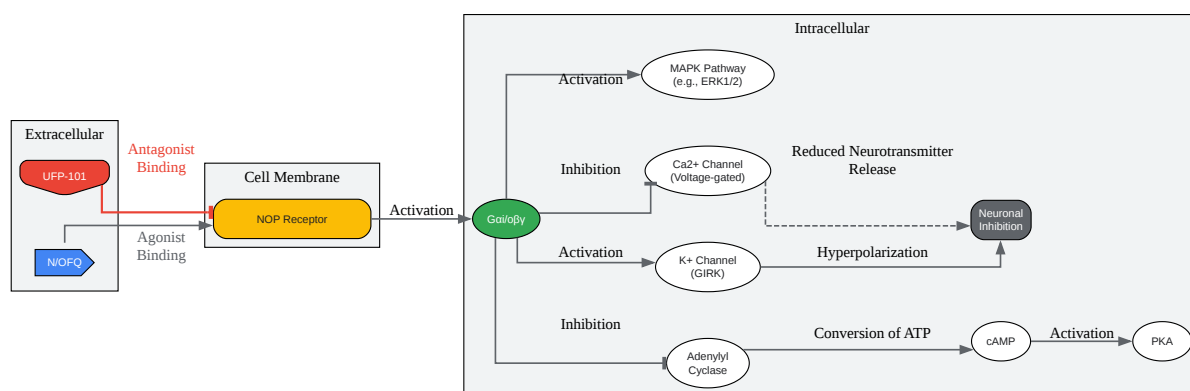 Intracellular
MAPK Pathway
(e.g., ERK1/2)
Activation
Extracellular
UFP-101
Antagonist
Binding
Cell Membrane
NOP Receptor
Agonist
Binding
N/OFQ
Activation
Gαi/oβγ
Inhibition
Ca2+ Channel
(Voltage-gated)
Reduced Neurotransmitter
Release
Neuronal
Inhibition
Activation
K+ Channel
(GIRK)
Hyperpolarization
Inhibition
Adenylyl
Cyclase
Conversion of ATP
cAMP
Activation
PKA